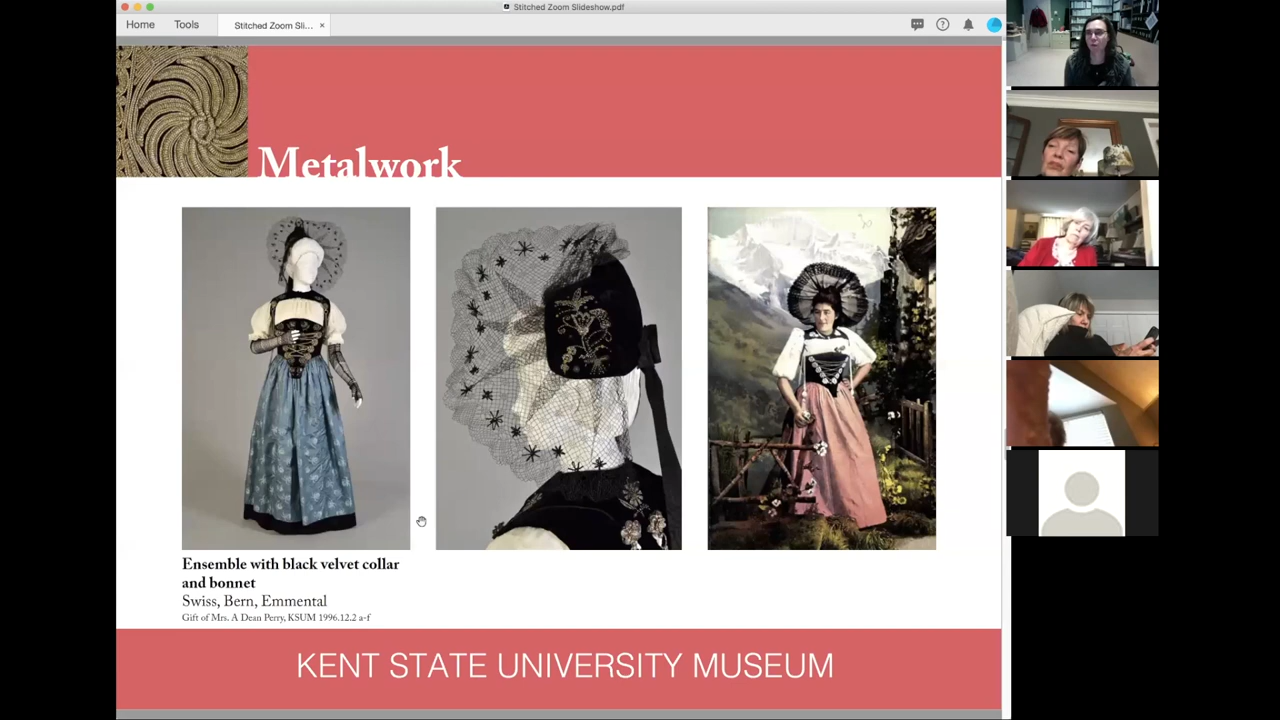 Stitched Zoom Slideshow.pdf
Home Tools Stitched Zoom Sli... ×
Metalwork
Ensemble with black velvet collar
and bonnet
Swiss, Bern, Emmental
Gift of Mrs. A Dean Perry, KSUM 1996.12.2 a-f
KENT STATE UNIVERSITY MUSEUM